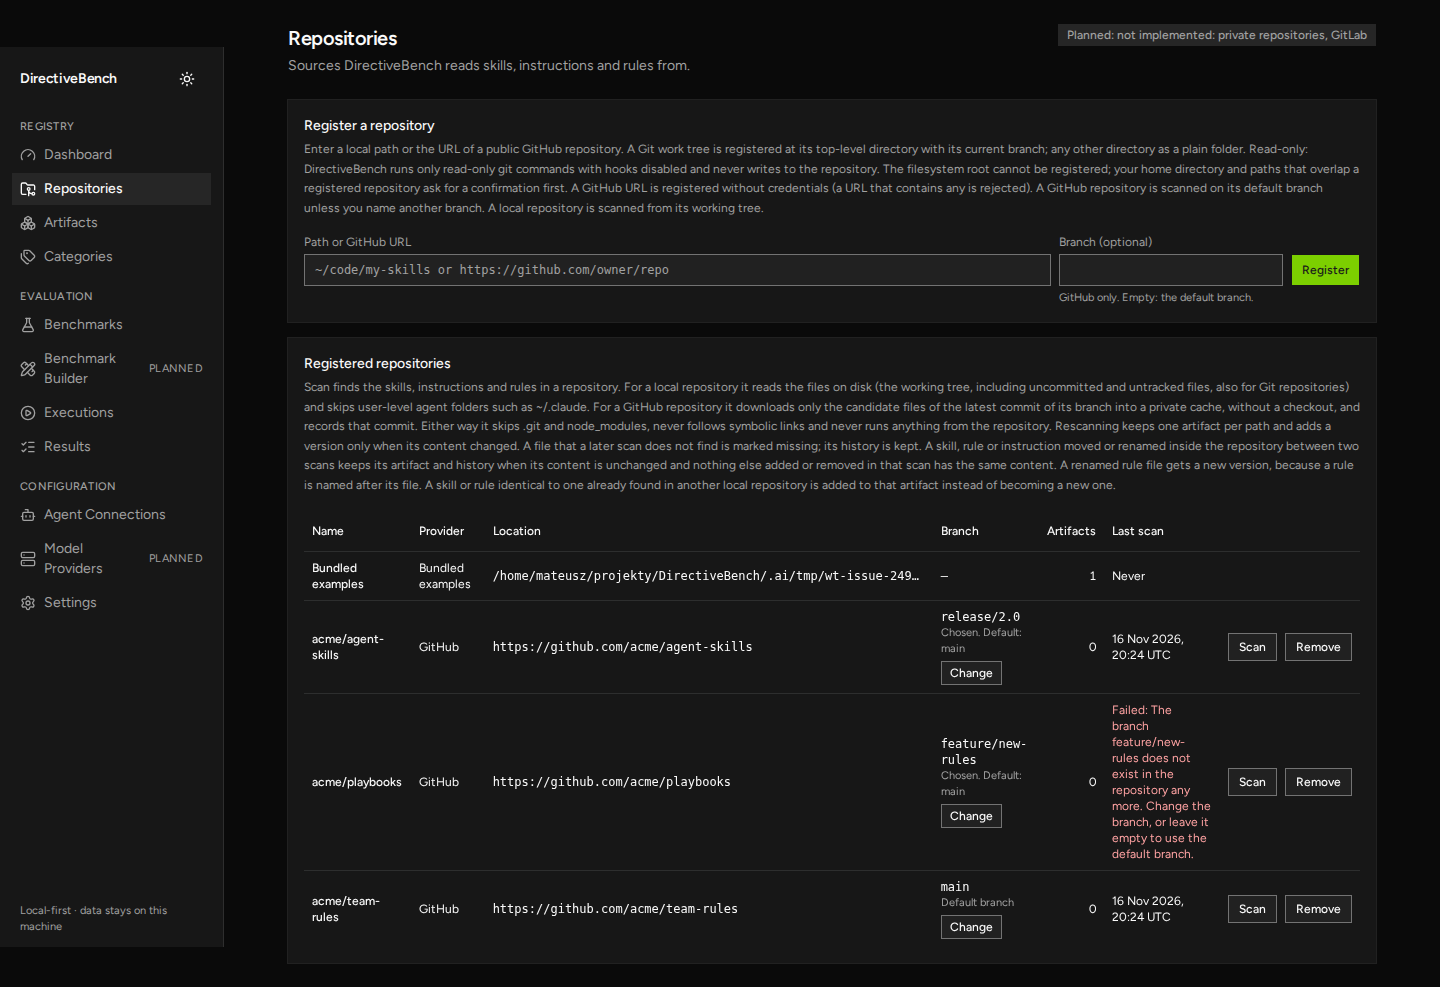 DirectiveBench
REGISTRY
Dashboard
Repositories
Artifacts
Categories
EVALUATION
Benchmarks
Benchmark
Builder
PLANNED
Executions
Results
CONFIGURATION
Agent Connections
Model
Providers
PLANNED
Settings
Local-first · data stays on this
machine
Repositories
Planned: not implemented: private repositories, GitLab
Sources DirectiveBench reads skills, instructions and rules from.
Register a repository
Enter a local path or the URL of a public GitHub repository. A Git work tree is registered at its top-level directory with its current branch; any other directory as a plain folder. Read-only:
DirectiveBench runs only read-only git commands with hooks disabled and never writes to the repository. The filesystem root cannot be registered; your home directory and paths that overlap a
registered repository ask for a confirmation first. A GitHub URL is registered without credentials (a URL that contains any is rejected). A GitHub repository is scanned on its default branch
unless you name another branch. A local repository is scanned from its working tree.
Path or GitHub URL
Branch (optional)
~/code/my-skills or https://github.com/owner/repo
Register
GitHub only. Empty: the default branch.
Registered repositories
Scan finds the skills, instructions and rules in a repository. For a local repository it reads the files on disk (the working tree, including uncommitted and untracked files, also for Git repositories)
and skips user-level agent folders such as ~/.claude. For a GitHub repository it downloads only the candidate files of the latest commit of its branch into a private cache, without a checkout, and
records that commit. Either way it skips .git and node_modules, never follows symbolic links and never runs anything from the repository. Rescanning keeps one artifact per path and adds a
version only when its content changed. A file that a later scan does not find is marked missing; its history is kept. A skill, rule or instruction moved or renamed inside the repository between two
scans keeps its artifact and history when its content is unchanged and nothing else added or removed in that scan has the same content. A renamed rule file gets a new version, because a rule
is named after its file. A skill or rule identical to one already found in another local repository is added to that artifact instead of becoming a new one.
Name Provider Location Branch Artifacts Last scan
Bundled
examples
Bundled
examples
/home/mateusz/projekty/DirectiveBench/.ai/tmp/wt-issue-249…
—
1
Never
acme/agent-
skills
GitHub
https://github.com/acme/agent-skills
release/2.0
Chosen. Default:
main
Change
0
16 Nov 2026,
20:24 UTC
Scan
Remove
acme/playbooks
GitHub
https://github.com/acme/playbooks
feature/new-
rules
Chosen. Default:
main
Change
0
Failed: The
branch
feature/new-
rules does not
exist in the
repository any
more. Change the
branch, or leave it
empty to use the
default branch.
Scan
Remove
acme/team-
rules
GitHub
https://github.com/acme/team-rules
main
Default branch
Change
0
16 Nov 2026,
20:24 UTC
Scan
Remove